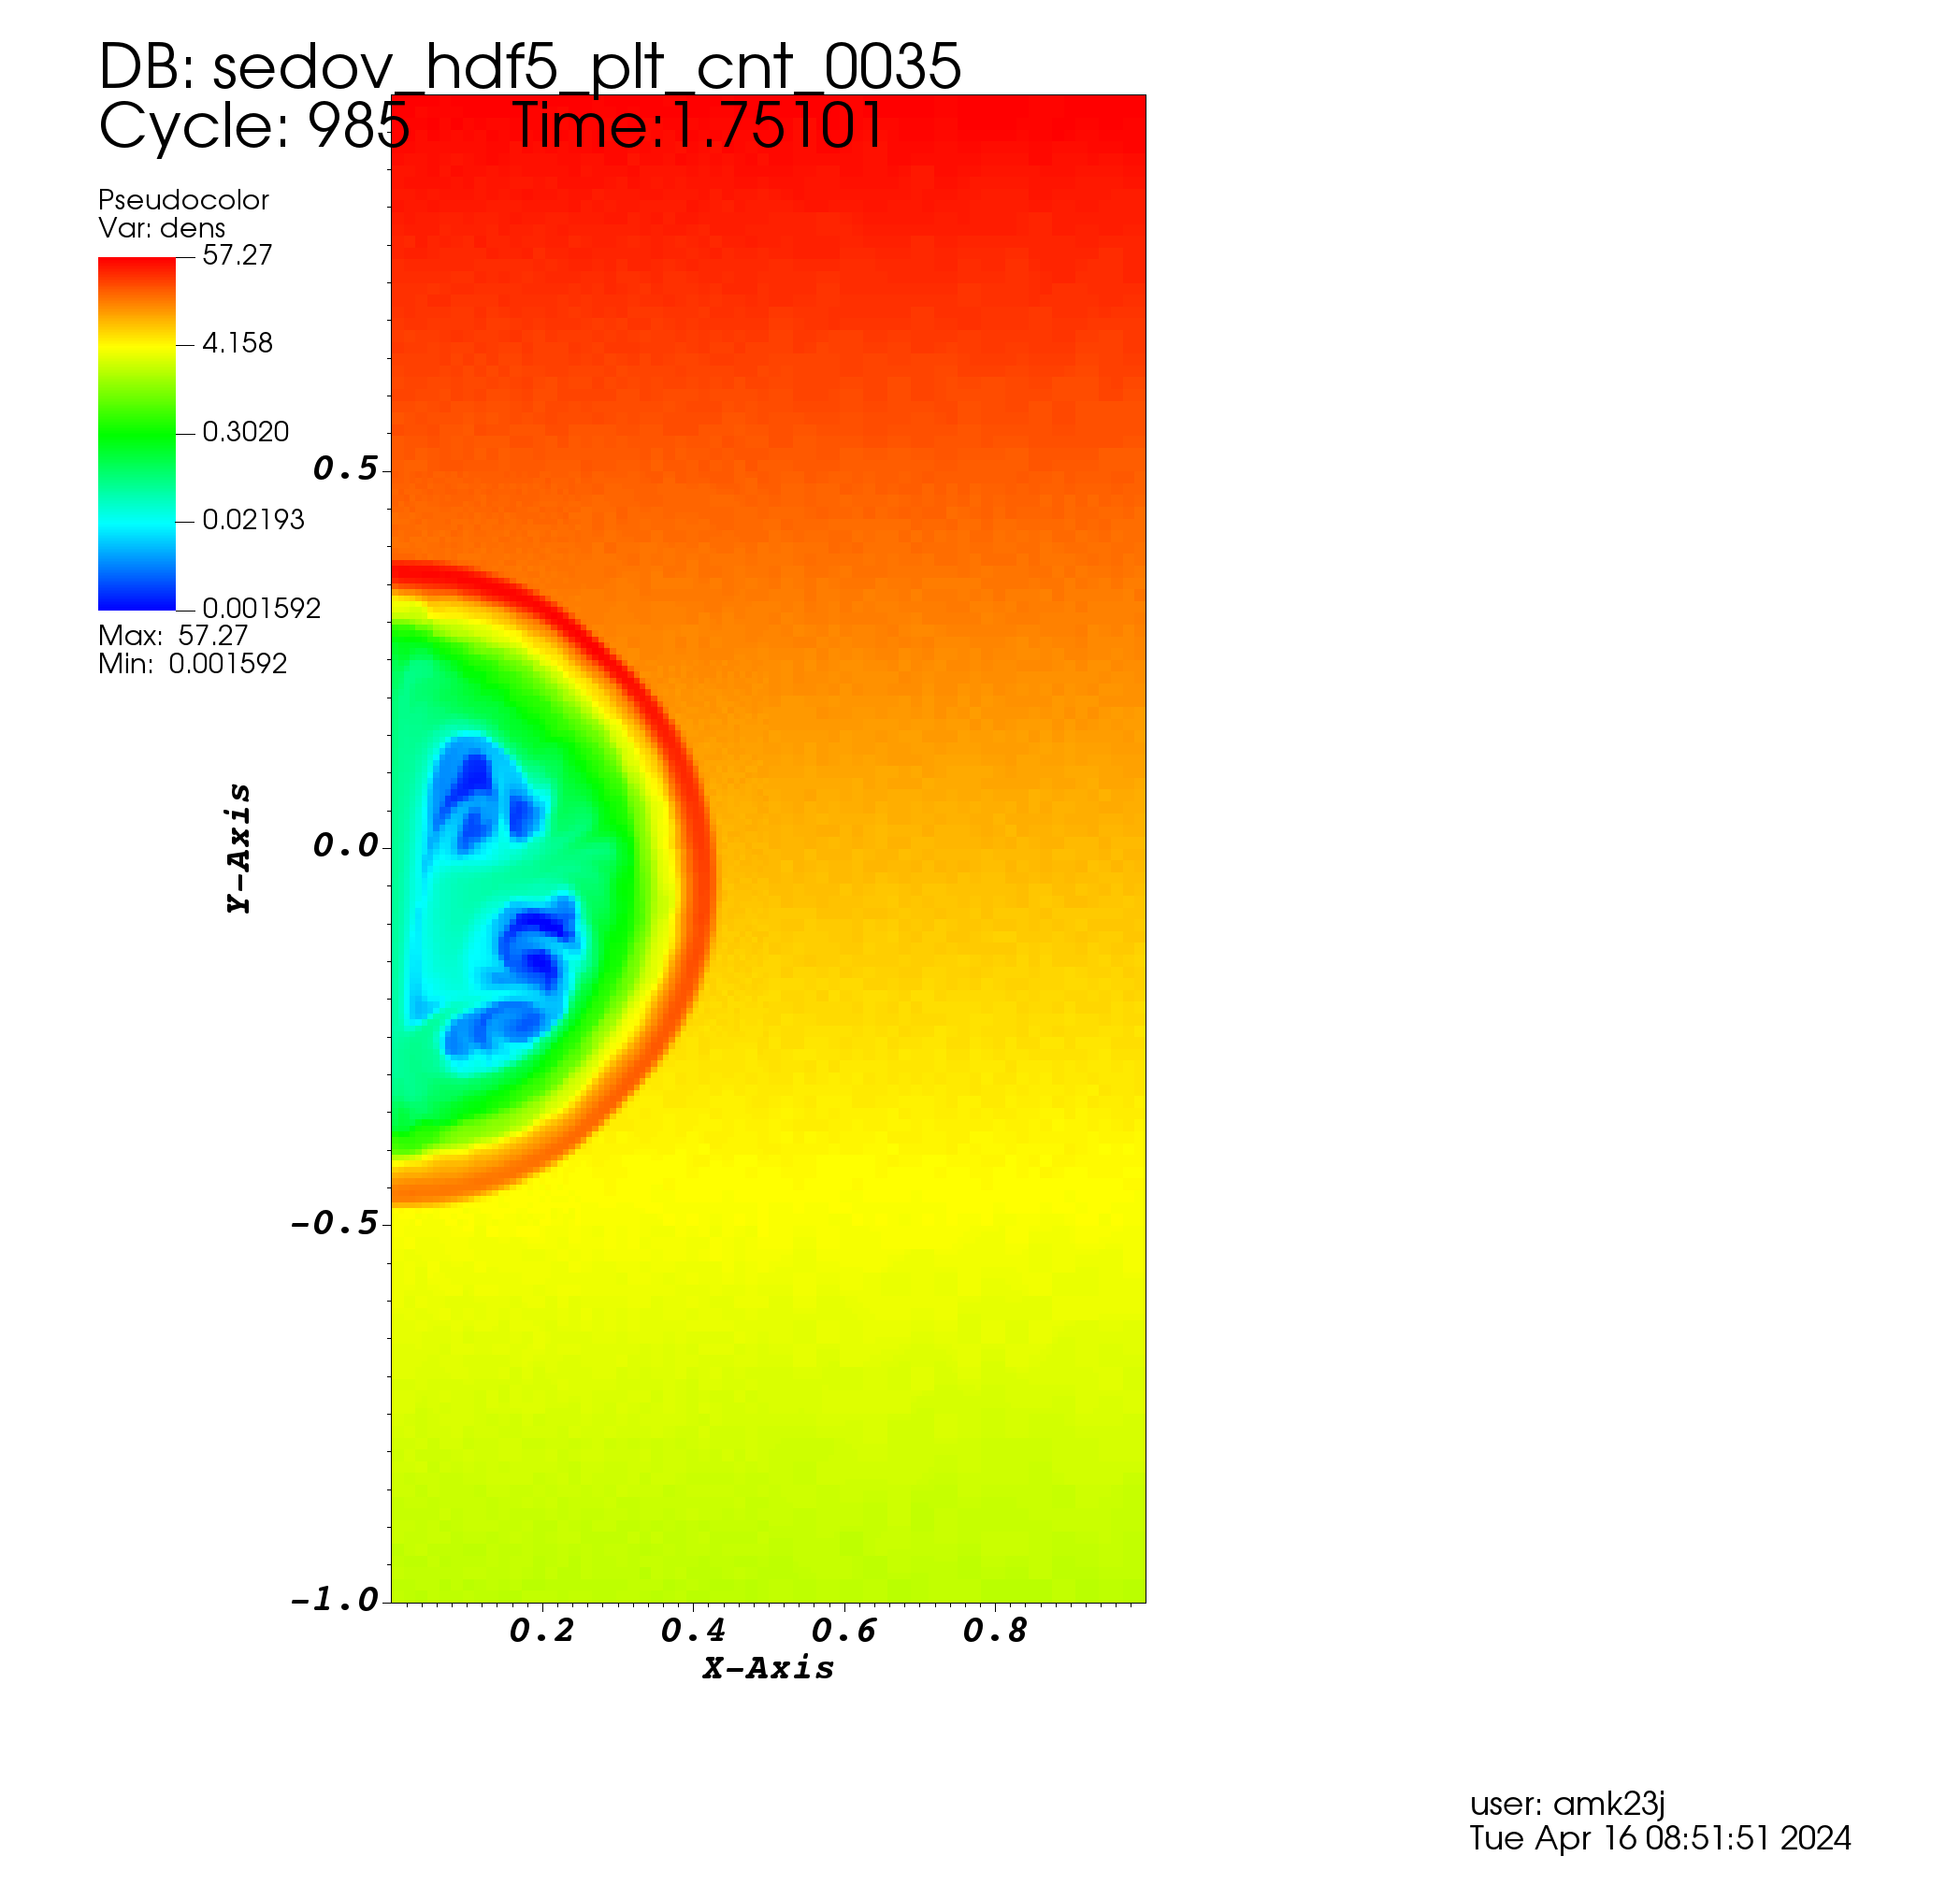 DB: sedov_hdf5_plt_cnt_0035
Cycle: 985 Time:1.75101
Pseudocolor
Var: dens
57.27
4.158
0.3020
0.02193
0.001592
Max: 57.27
Min: 0.001592
0.5
0.0
-0.5
-1.0
Y-Axis
0.2 0.4 0.6 0.8
X-Axis
user: amk23j
Tue Apr 16 08:51:51 2024